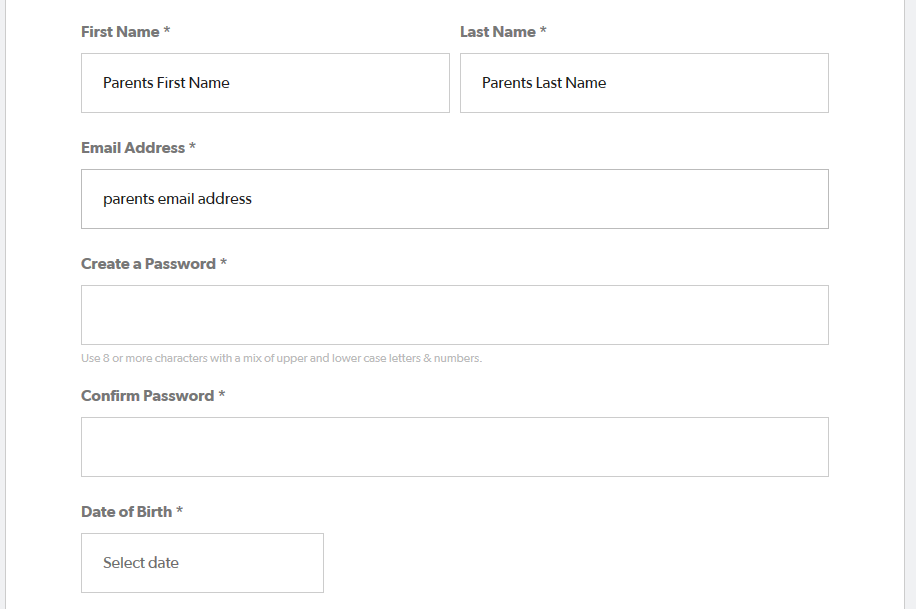 First Name * Last Name *
Parents First Name Parents Last Name
Email Address *
parents email address
Create a Password *
Use 8 or more characters with a mix of upper and lower case letters & numbers.
Confirm Password *
Date of Birth *
Select date